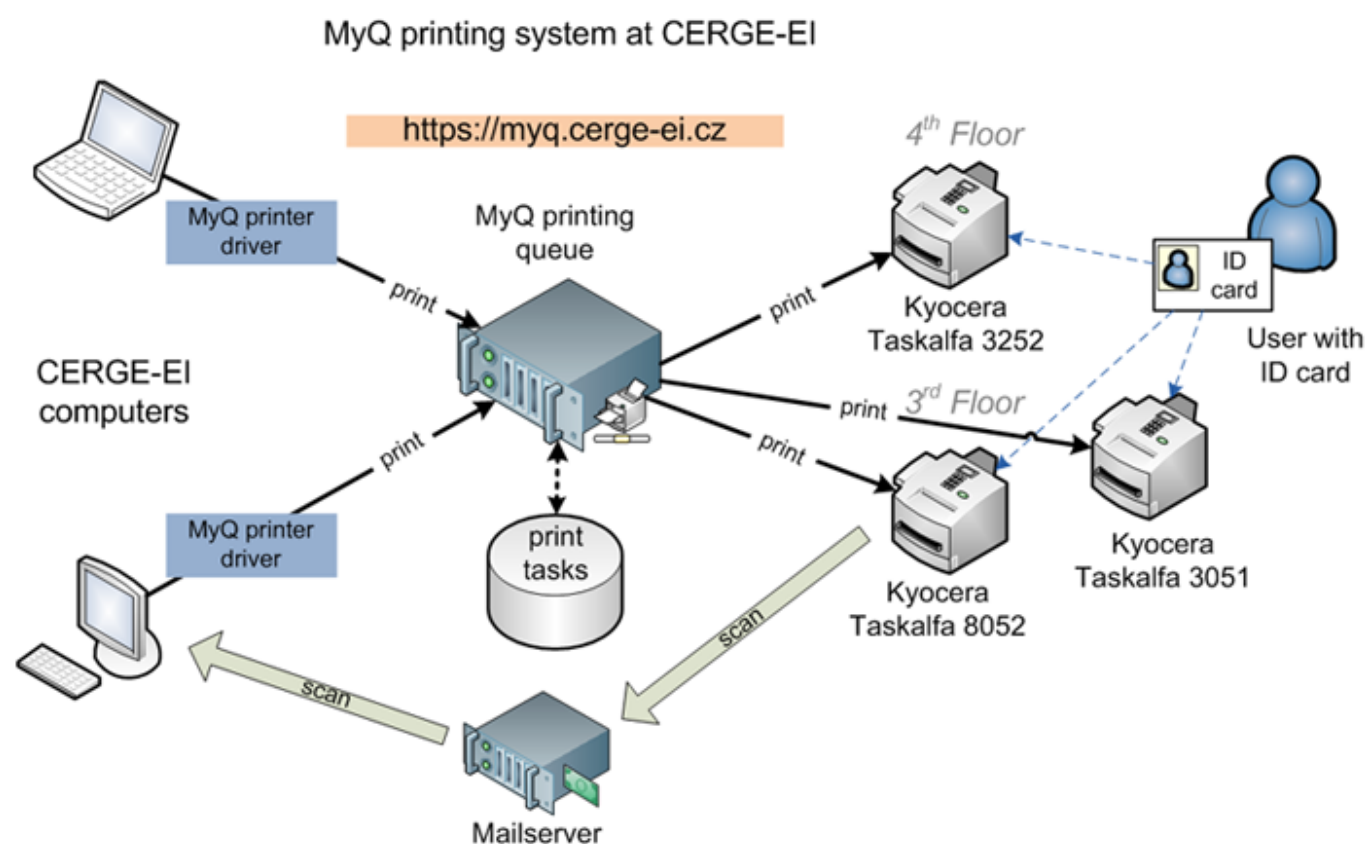 MyQ printing system at CERGE-EI
https://myq.cerge-ei.cz
4th Floor
MyQ printer
driver
MyQ printing
queue
print
print
ID
card
Kyocera
Taskalfa 3252
User with
ID card
CERGE-EI
computers
print
3rd Floor
print
print
MyQ printer
driver
print
tasks
Kyocera
Taskalfa 3051
Kyocera
Taskalfa 8052
scan
scan
Mailserver